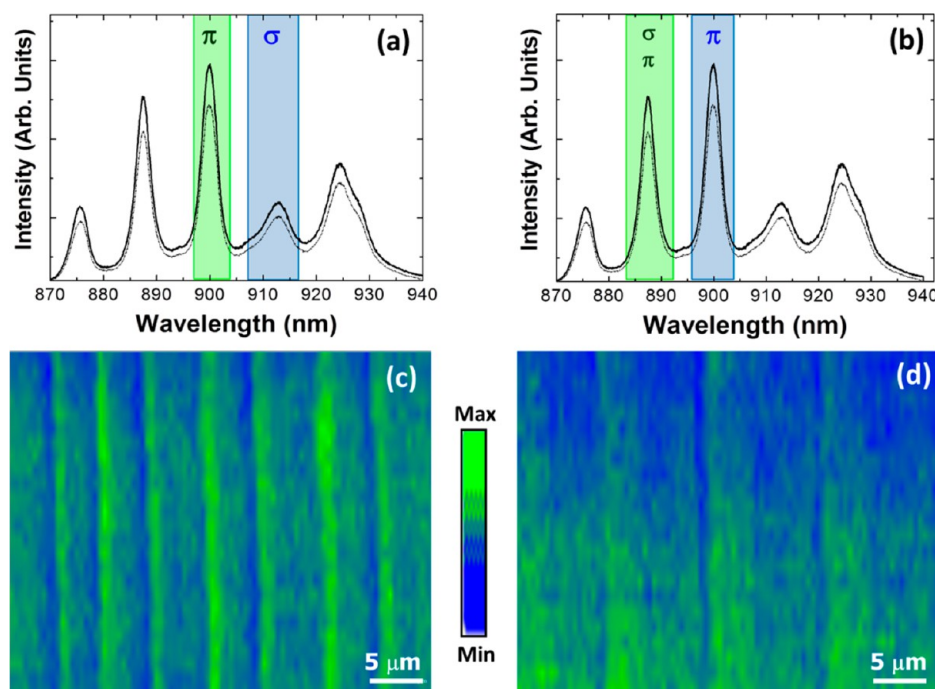 π
σ
(a)
Intensity (Arb. Units)
870 880 890 900 910 920 930 940
Wavelength (nm)
σ
π
π
(b)
Intensity (Arb. Units)
870 880 890 900 910 920 930 940
Wavelength (nm)
(c)
5 μm
Max
Min
(d)
5 μm